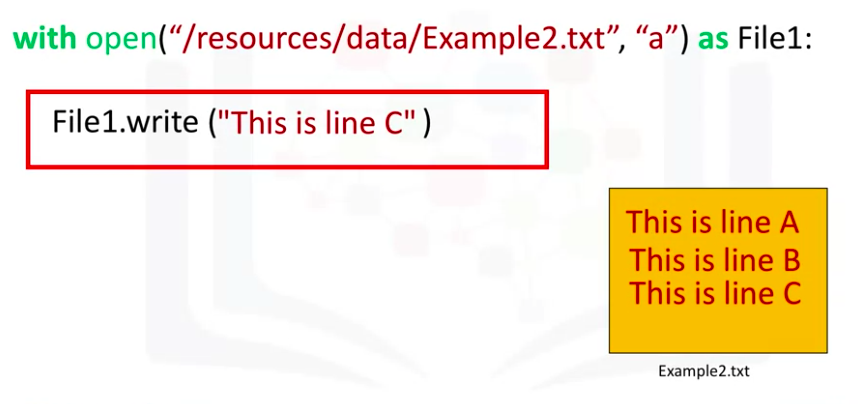 with open(“/resources/data/Example2.txt”, “a”) as File1:
File1.write ("This is line C" )
This is line A
This is line B
This is line C
Example2.txt